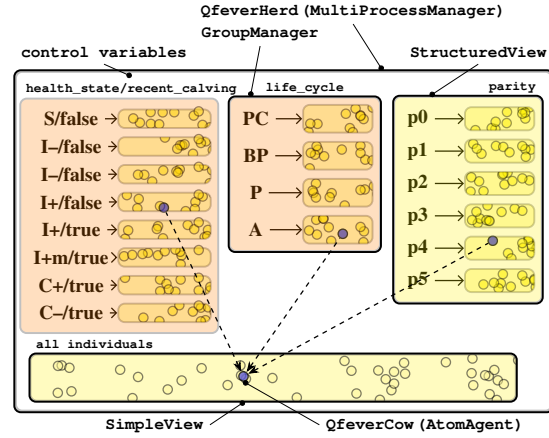 QfeverHerd (MultiProcessManager)
GroupManager
control variables
StructuredView
health_state/recent_calving
life_cycle
parity
S/false
I−/false
I−/false
I+/false
I+/true
I+m/true
C+/true
C−/true
PC
BP
P
A
p0
p1
p2
p3
p4
p5
all individuals
SimpleView
QfeverCow (AtomAgent)